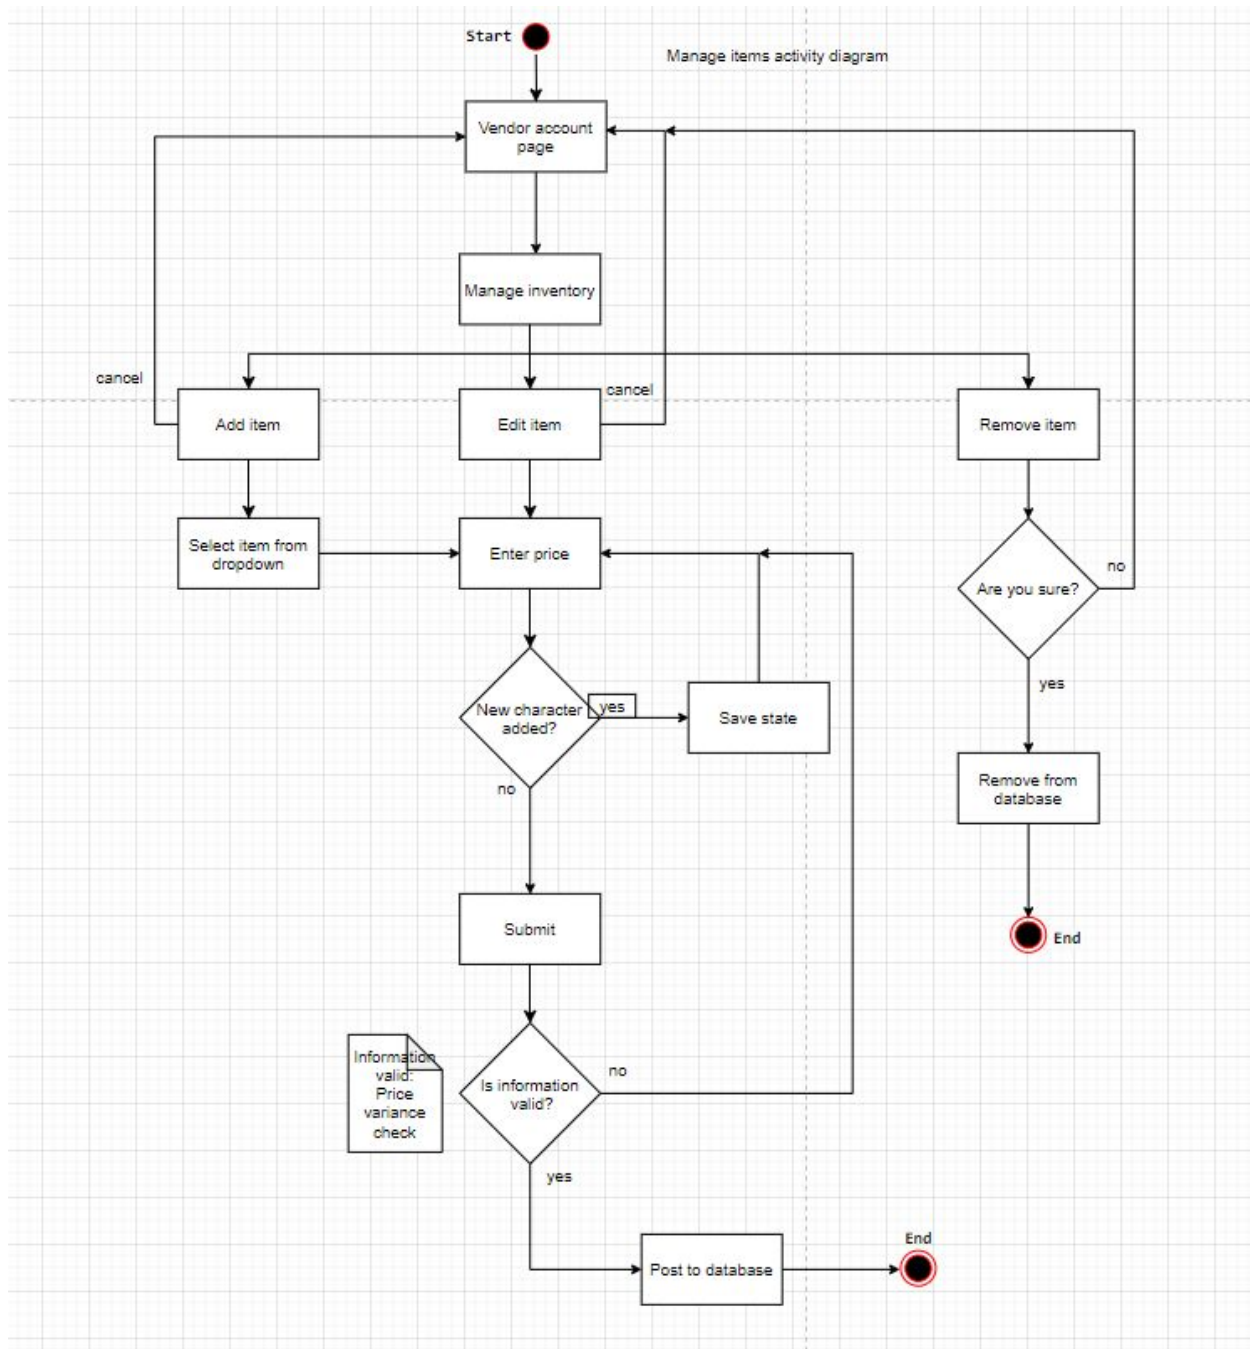 Start
Manage items activity diagram
Vendor account
page
Manage inventory
cancel
cancel
Add item
Edit item
Remove item
Select item from
dropdown
Enter price
no
Are you sure?
yes
New character
added?
yes
Save state
no
Remove from
database
Submit
End
Information
valid:
Price
variance
check
Is information
valid?
no
yes
End
Post to database